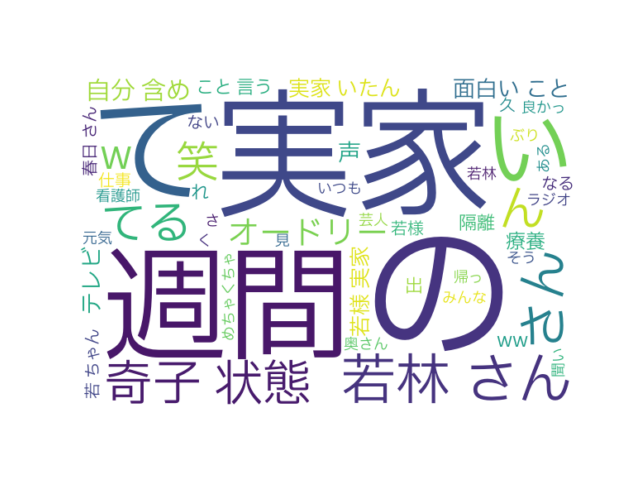 自分 含め
こと 言う
実家 いたん
面白い こと
久
良かっ
て
実家
い
春日 さん
ない
w
笑
声
ぶり
ある
仕事
看護師
れ
いつも
若林
なる
ラジオ
ん
てる
さ
オードリー
芸人
若様
隔離
元気
く
見
療養
そう
テレビ
週間
の
さん
めちゃくちゃ
若様 実家
出
帰っ
みんな
奥さん
ww
若 ちゃん
奇子 状態
若林 さん
聞い